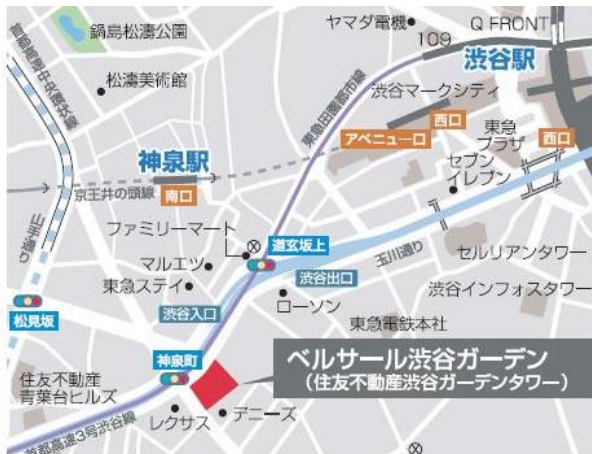 鍋島松濤公園
ヤマダ電機
Q FRONT
109
渋谷駅
首都高速中央環状線
松濤美術館
東急田園都市線
渋谷マークシティ
西口
アベニュー口
東急
プラザ
西口
神泉駅
セブン
イレブン
京王井の頭線
南口
山手通り
ファミリーマート
道玄坂上
玉川通り
マルエツ
セルリアンタワー
東急ステイ
渋谷出口
渋谷インフォスタワー
松見坂
渋谷入口
ローソン
東急電鉄本社
神泉町
ベルサール渋谷ガーデン
（住友不動産渋谷ガーデンタワー）
住友不動産
青葉台ヒルズ
レクサス
デニーズ
首都高速3号渋谷線